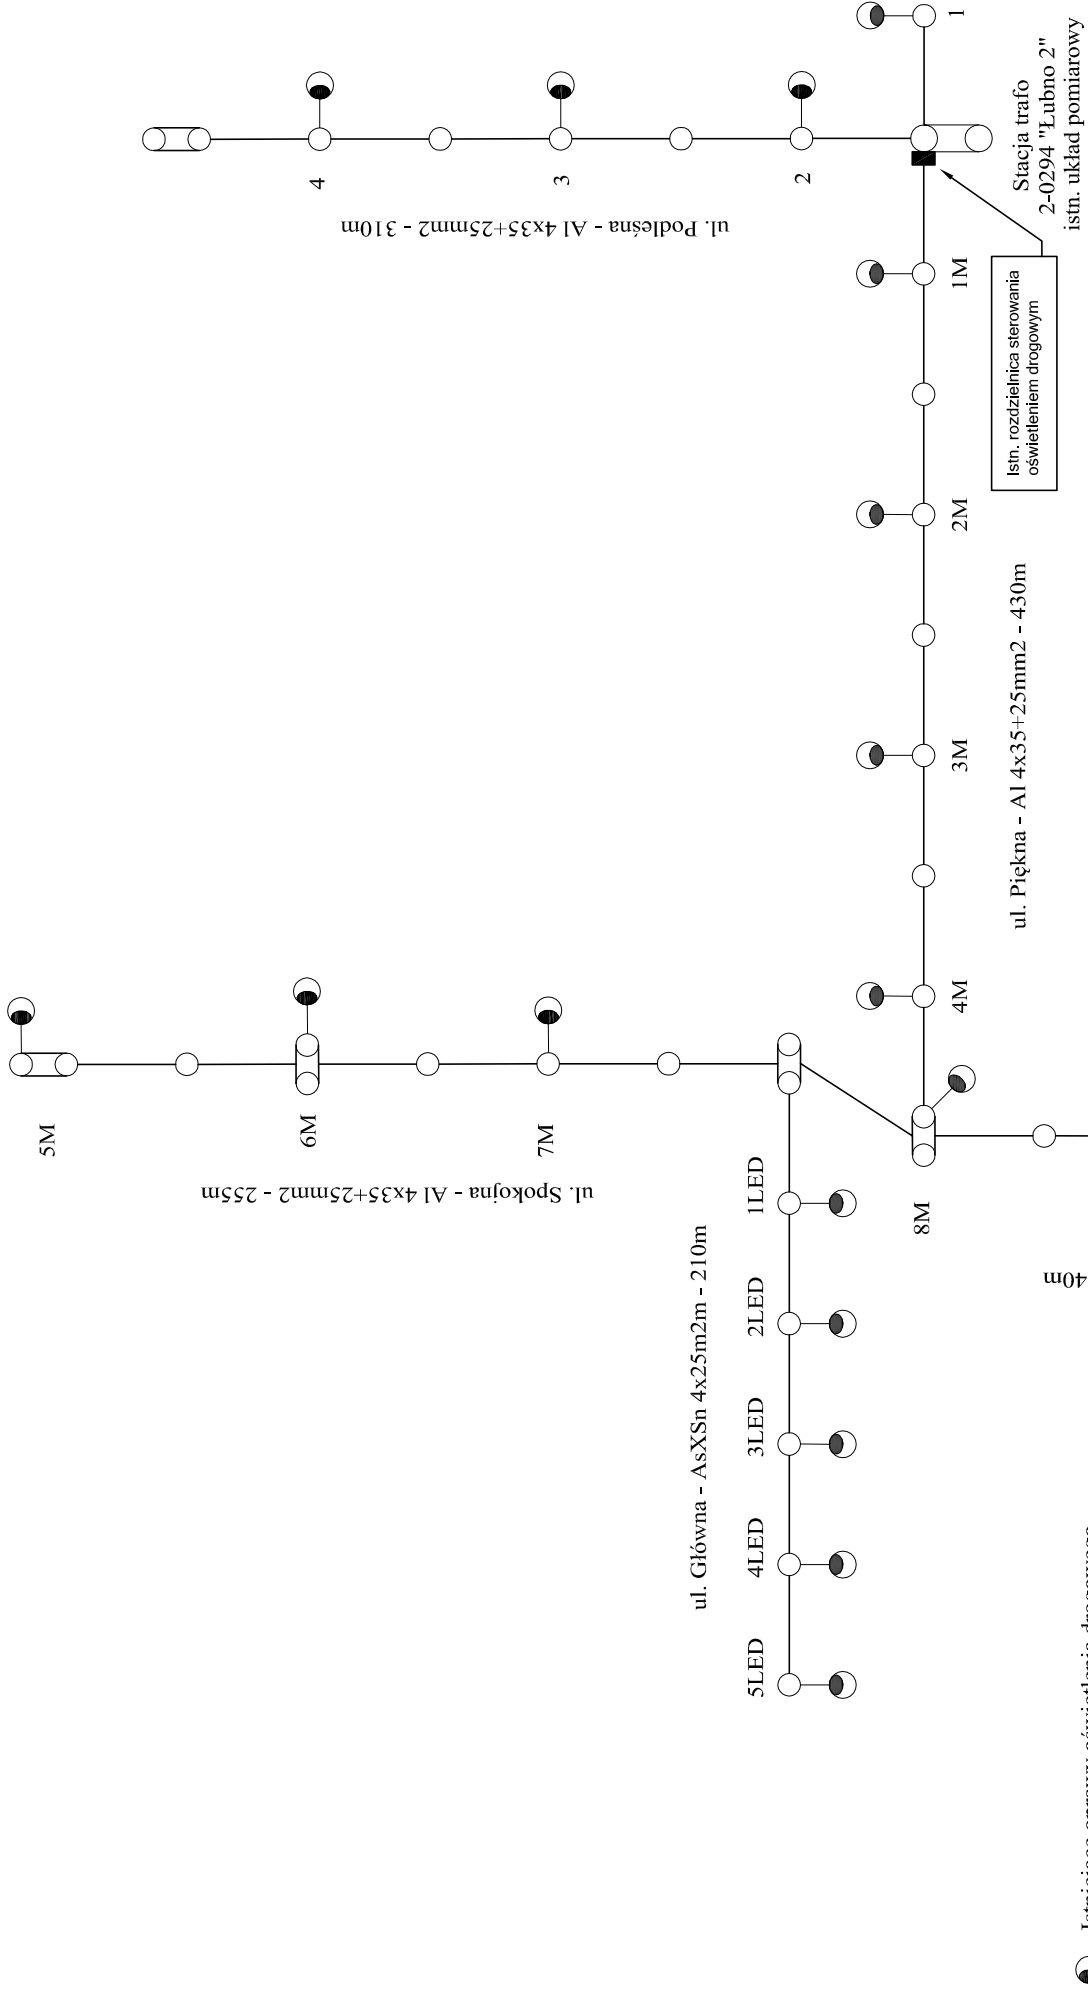 1
Stacja trafo
2-0294 "Łubno 2"
istn. układ pomiarowy
4
3
2
ul. Podleśna - Al 4x35+25mm2 - 310m
1M
Istn. rozdzielnica sterowania
oświetleniem drogowym
2M
3M
4M
ul. Piękna - Al 4x35+25mm2 - 430m
5M
6M
7M
ul. Spokojna - Al 4x35+25mm2 - 255m
8M
40m
1LED
2LED
3LED
4LED
5LED
ul. Główna - AsXSn 4x25m2m - 210m